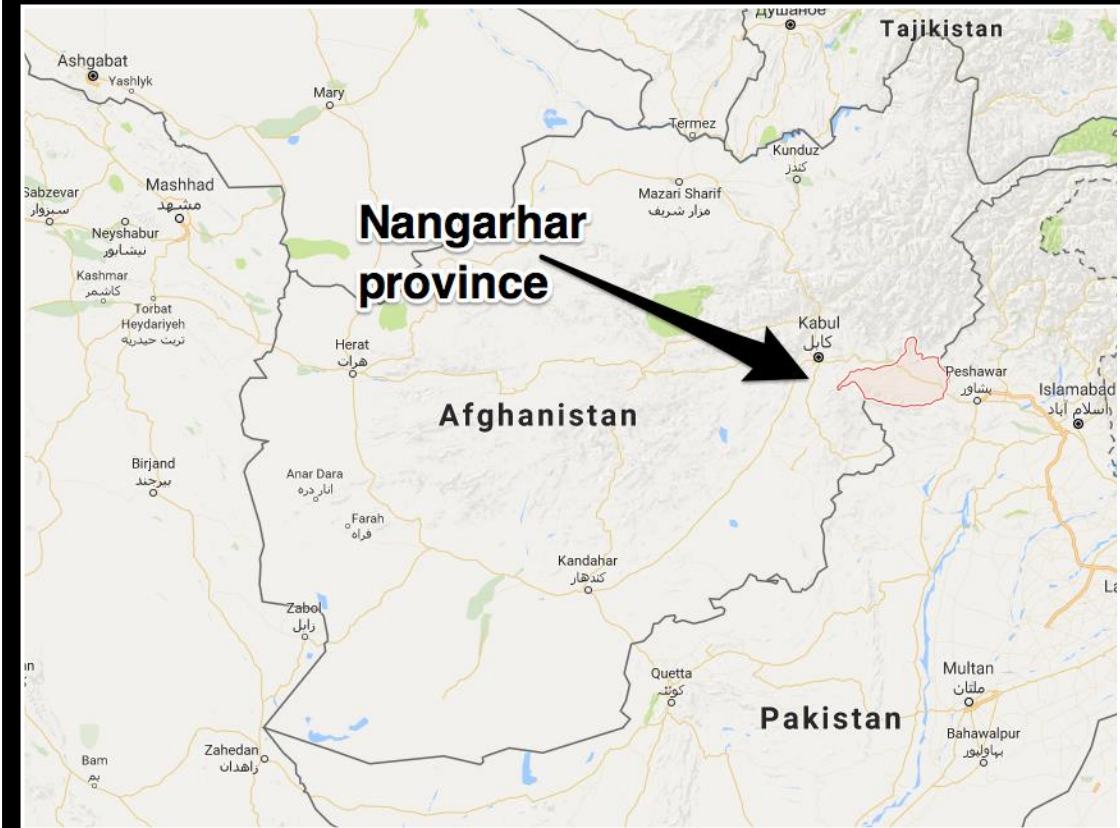 Душанбе
Tajikistan
Ashgabat
Yashlyk
Mary
Termez
Kunduz
کندز
Sabzevar
سبزوار
Mashhad
مشهد
Mazari Sharif
مزار شریف
Neyshabur
نیشابور
Nangarhar
province
Kashmar
کاشمر
Torbat
Heydariyeh
تربت حیدریه
Kabul
کابل
Herat
هرات
Peshawar
پشاور
Islamabad
اسلام آباد
Afghanistan
Birjand
بیرجند
Anar Dara
انار دره
Farah
فراه
Kandahar
کندهار
Zabol
زابل
Quetta
کوئٹہ
Multan
ملتان
Pakistan
Bahawalpur
بہاولپور
Zahedan
زاهدان
Bam
بم